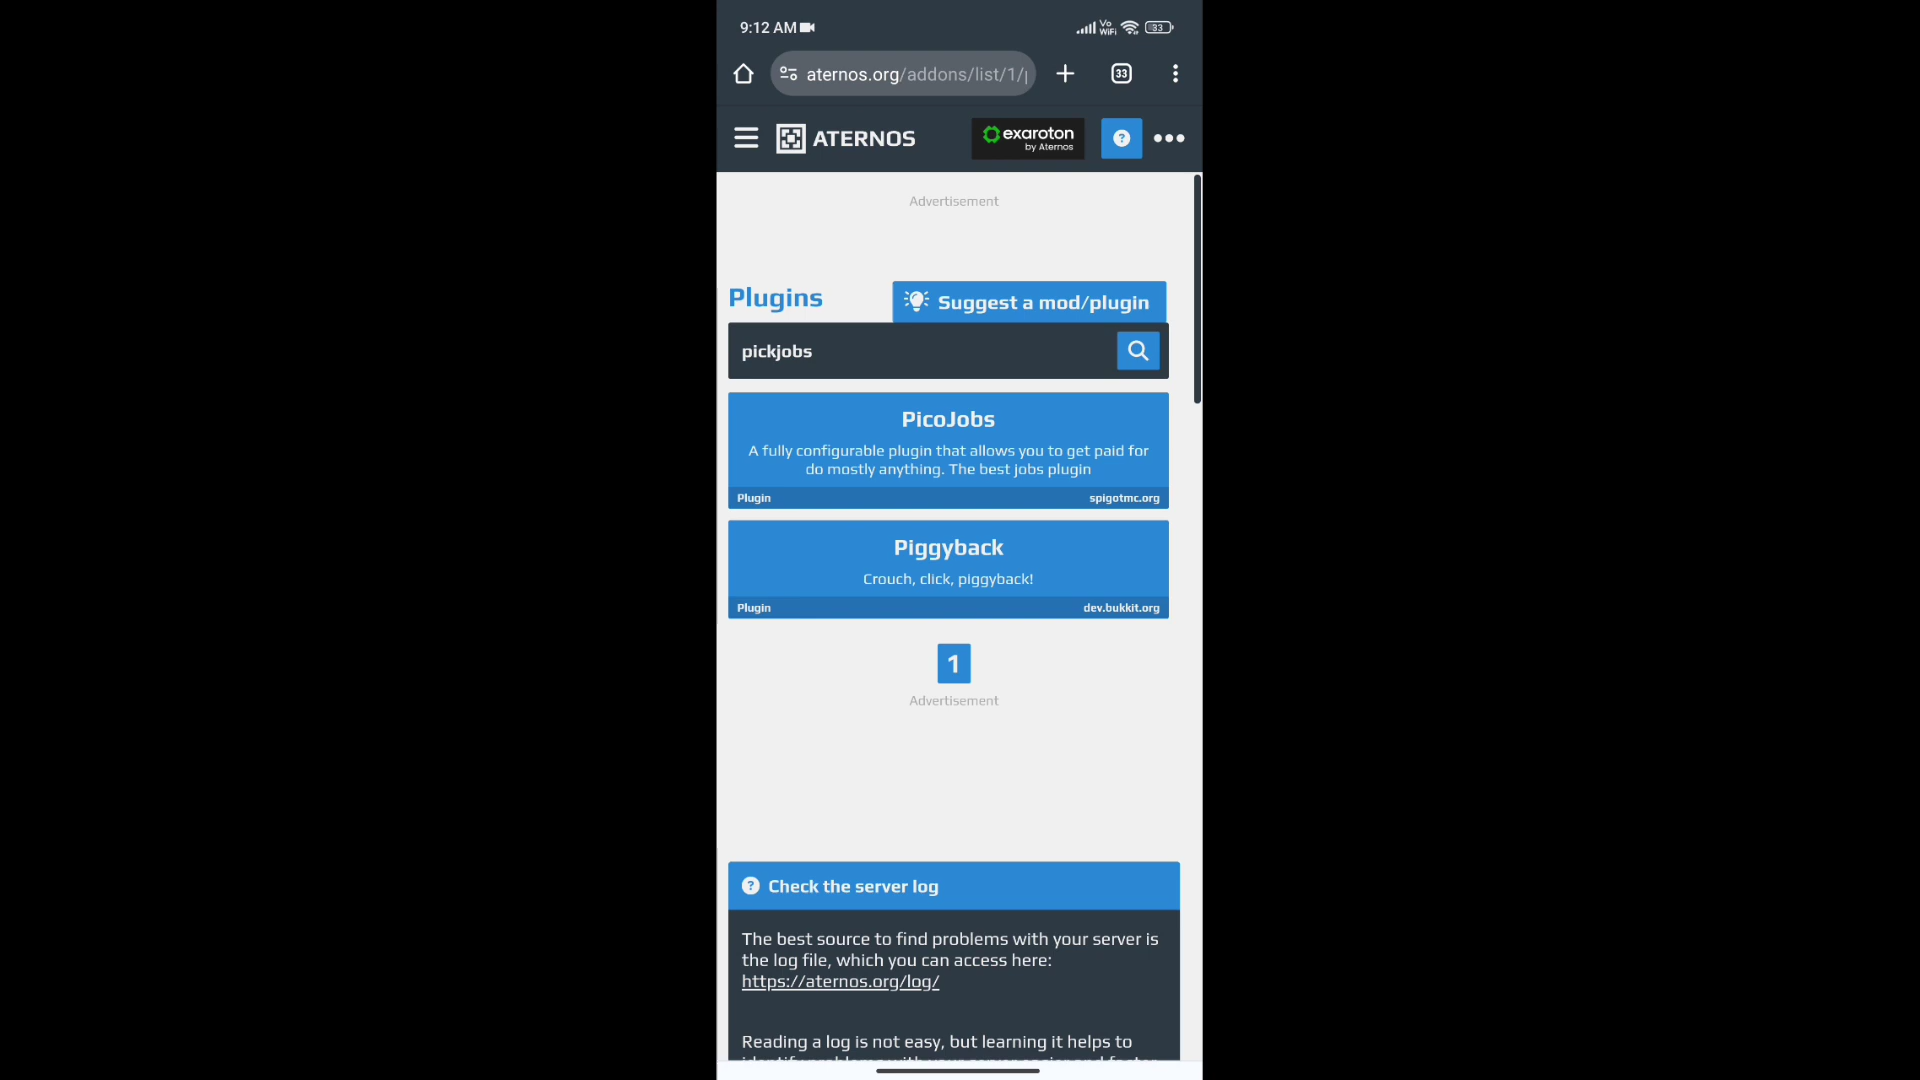 9:12 AM
Vo
WiFi
33
aternos.org/addons/list/1/p
33
ATERNOS
exaroton
by Aternos
?
Advertisement
Plugins
Suggest a mod/plugin
pickjobs
PicoJobs
A fully configurable plugin that allows you to get paid for
do mostly anything. The best jobs plugin
Plugin
spigotmc.org
Piggyback
Crouch, click, piggyback!
Plugin
dev.bukkit.org
1
Advertisement
? Check the server log
The best source to find problems with your server is
the log file, which you can access here:
https://aternos.org/log/
Reading a log is not easy, but learning it helps to